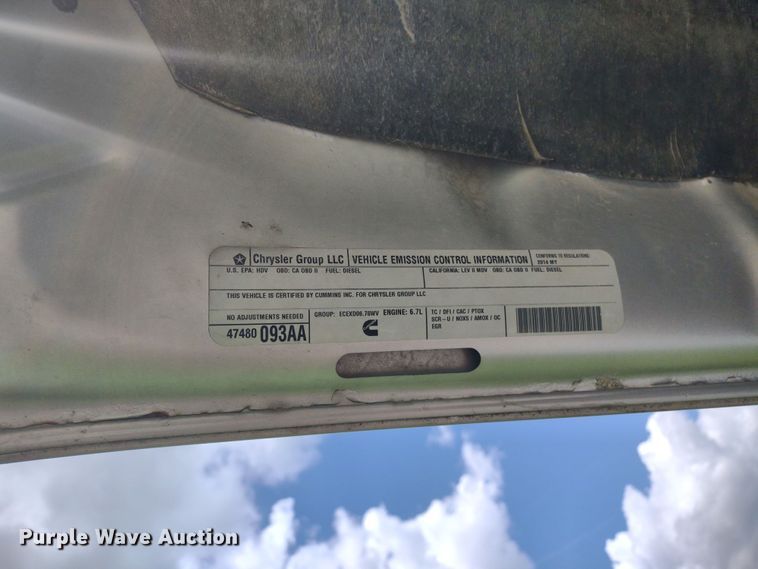 Chrysler Group LLC VEHICLE EMISSION CONTROL INFORMATION CONFORMS TO REGULATIONS:
2014 MY
U.S. EPA: HDV OBD: CA OBD II FUEL: DIESEL CALIFORNIA: LEV II MDV OBD: CA OBD II FUEL: DIESEL
THIS VEHICLE IS CERTIFIED BY CUMMINS INC. FOR CHRYSLER GROUP LLC
NO ADJUSTMENTS NEEDED
47480 093AA
GROUP: ECEXD06.78WV ENGINE: 6.7L
TC / DFI / CAC / PTOX
SCR-U / NOXS / AMOX / OC
EGR
Purple Wave Auction